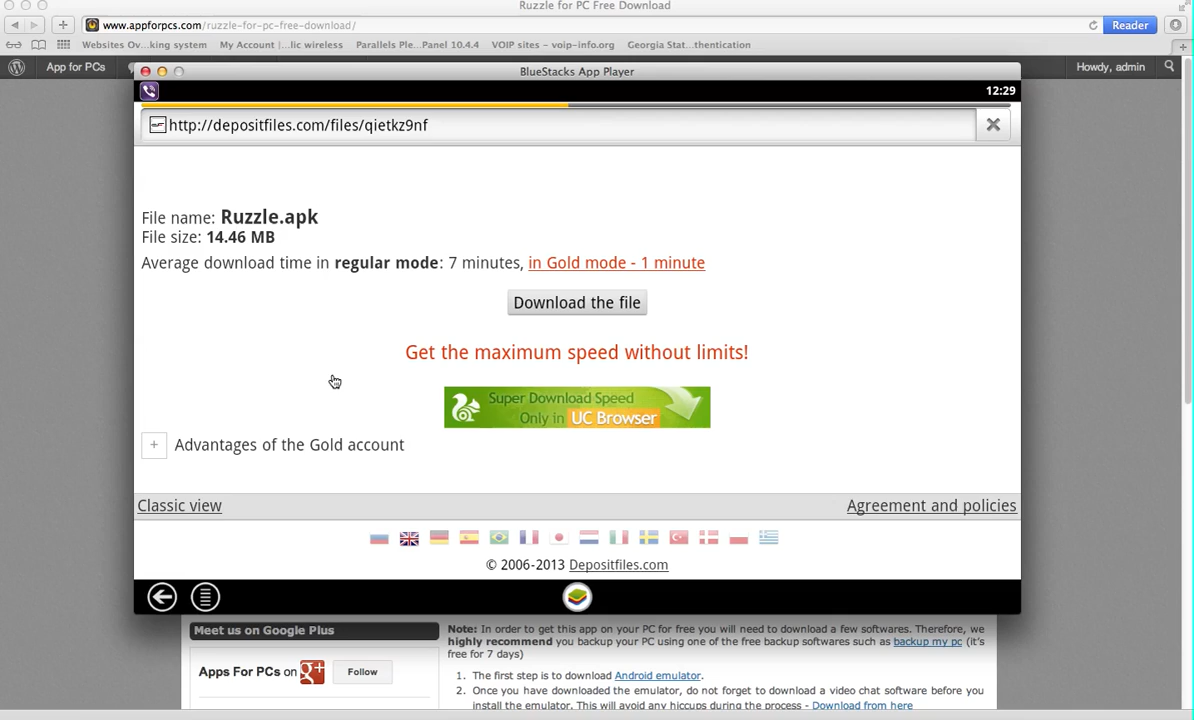 Ruzzle for PC Free Download
www.appforpcs.com/ruzzle-for-pc-free-download/
Reader
Websites Ov...king system My Account |...lic wireless Parallels Ple...Panel 10.4.4 VOIP sites – voip-info.org Georgia Stat...thentication
App for PCs
Howdy, admin
BlueStacks App Player
12:29
http://depositfiles.com/files/qietkz9nf
File name: Ruzzle.apk
File size: 14.46 MB
Average download time in regular mode: 7 minutes, in Gold mode - 1 minute
Download the file
Get the maximum speed without limits!
Super Download Speed
Only in UC Browser
+ Advantages of the Gold account
Classic view
Agreement and policies
© 2006-2013 Depositfiles.com
Meet us on Google Plus
Apps For PCs on g+ Follow
Note: In order to get this app on your PC for free you will need to download a few softwares. Therefore, we
highly recommend you backup your PC using one of the free backup softwares such as backup my pc (it's
free for 7 days)
1. The first step is to download Android emulator.
2. Once you have downloaded the emulator, do not forget to download a video chat software before you
install the emulator. This will avoid any hiccups during the process - Download from here